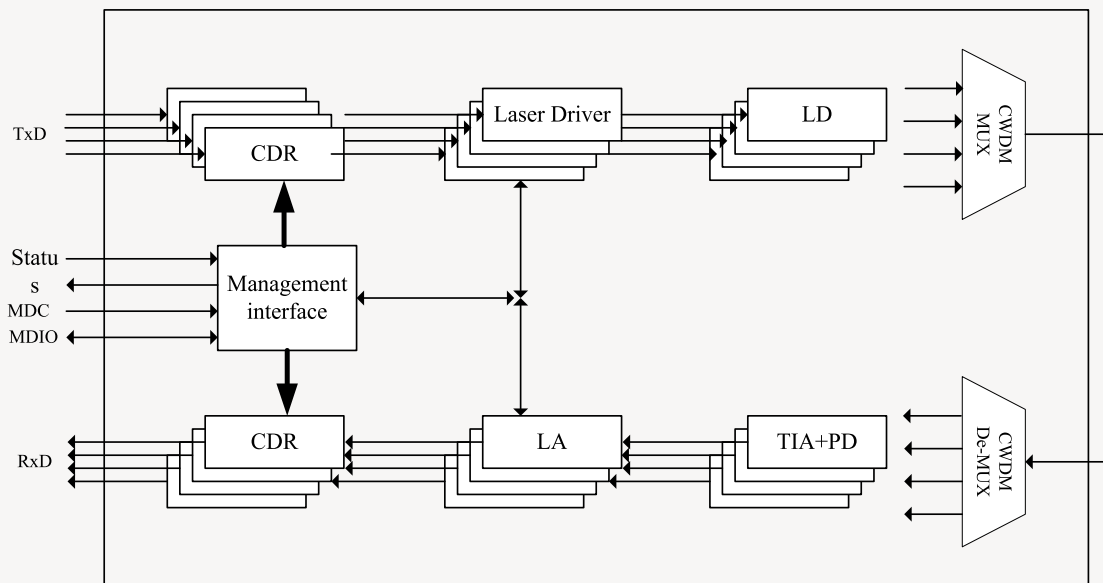 TxD
CDR
Laser Driver
LD
CWDM
MUX
Statu
s
MDC
MDIO
Management
interface
RxD
CDR
LA
TIA+PD
CWDM
De-MUX